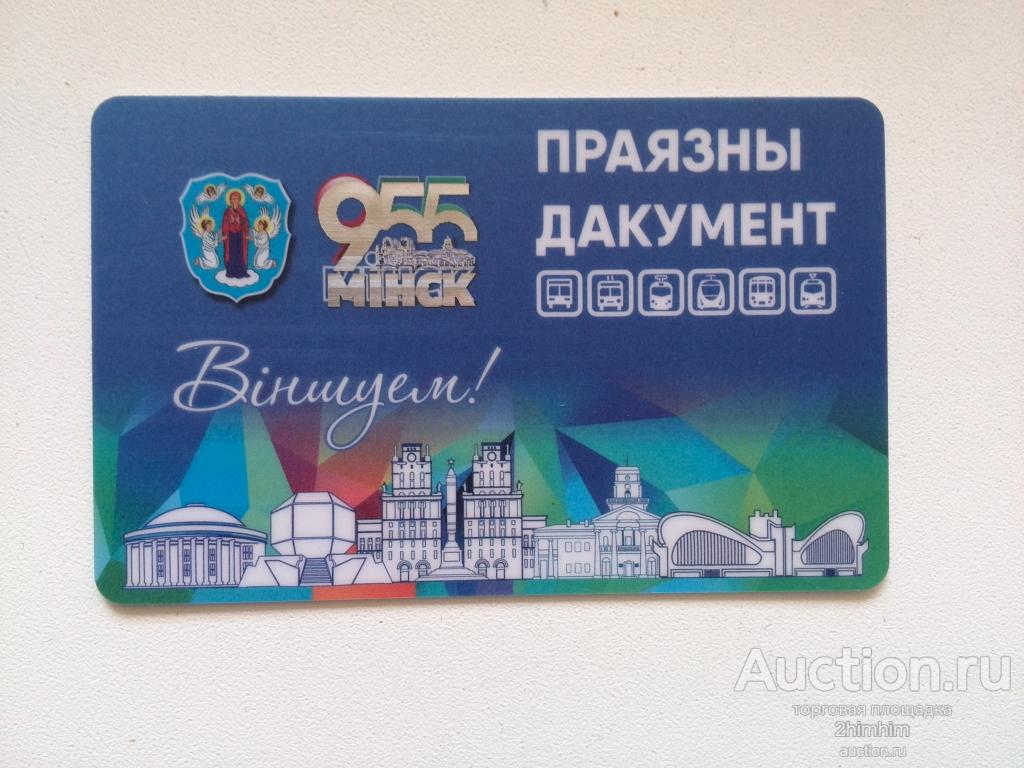 ПРАЯЗНЫ
ДАКУМЕНТ
955
МІНСК
Віншуем!
Auction.ru
торговая площадка
2himhim
auction.ru